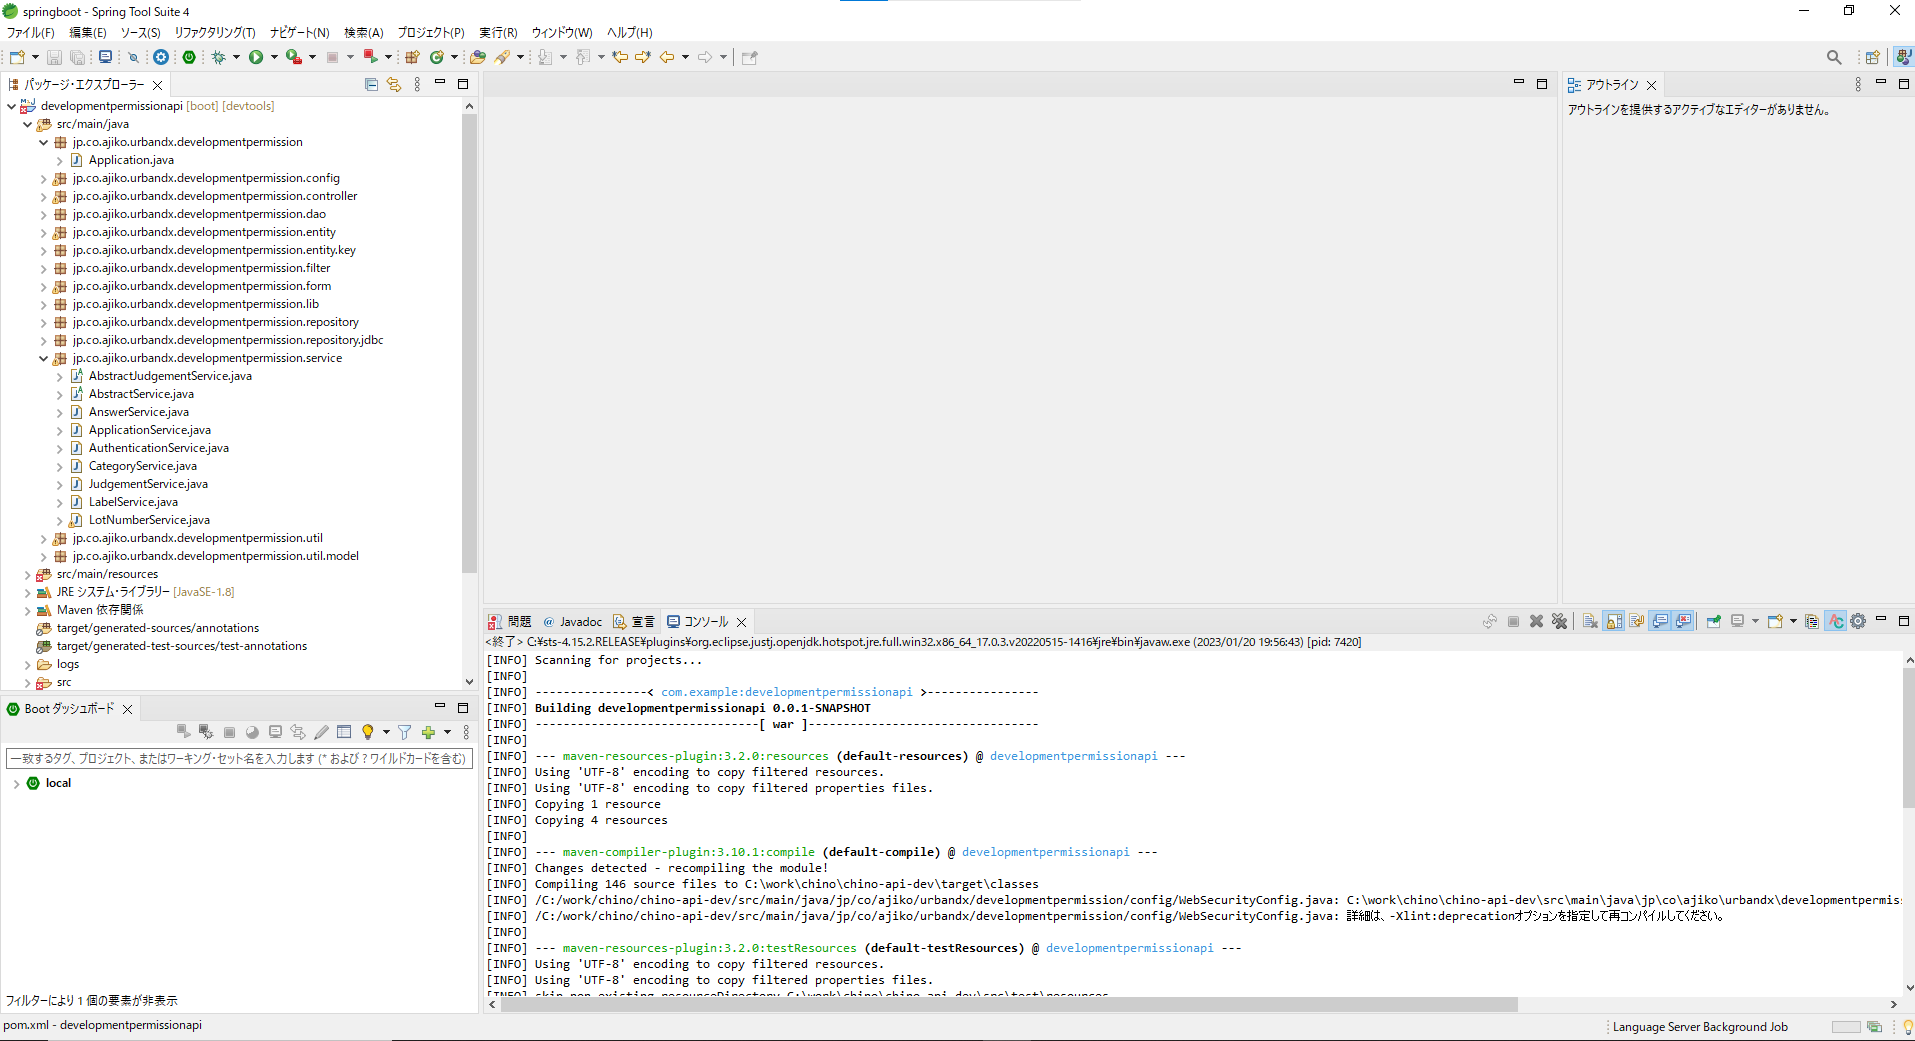 springboot - Spring Tool Suite 4
ファイル(F) 編集(E) ソース(S) リファクタリング(T) ナビゲート(N) 検索(A) プロジェクト(P) 実行(R) ウィンドウ(W) ヘルプ(H)
パッケージ・エクスプローラー
developmentpermissionapi [boot] [devtools]
src/main/java
jp.co.ajiko.urbandx.developmentpermission
Application.java
jp.co.ajiko.urbandx.developmentpermission.config
jp.co.ajiko.urbandx.developmentpermission.controller
jp.co.ajiko.urbandx.developmentpermission.dao
jp.co.ajiko.urbandx.developmentpermission.entity
jp.co.ajiko.urbandx.developmentpermission.entity.key
jp.co.ajiko.urbandx.developmentpermission.filter
jp.co.ajiko.urbandx.developmentpermission.form
jp.co.ajiko.urbandx.developmentpermission.lib
jp.co.ajiko.urbandx.developmentpermission.repository
jp.co.ajiko.urbandx.developmentpermission.repository.jdbc
jp.co.ajiko.urbandx.developmentpermission.service
AbstractJudgementService.java
AbstractService.java
AnswerService.java
ApplicationService.java
AuthenticationService.java
CategoryService.java
JudgementService.java
LabelService.java
LotNumberService.java
jp.co.ajiko.urbandx.developmentpermission.util
jp.co.ajiko.urbandx.developmentpermission.util.model
src/main/resources
JRE システム・ライブラリー [JavaSE-1.8]
Maven 依存関係
target/generated-sources/annotations
target/generated-test-sources/test-annotations
logs
src
Boot ダッシュボード
一致するタグ、プロジェクト、またはワーキング・セット名を入力します (* および ? ワイルドカードを含む)
local
フィルターにより 1 個の要素が非表示
アウトライン
アウトラインを提供するアクティブなエディターがありません。
問題 @ Javadoc 宣言 コンソール
<終了> C:¥sts-4.15.2.RELEASE¥plugins¥org.eclipse.justj.openjdk.hotspot.jre.full.win32.x86_64_17.0.3.v20220515-1416¥jre¥bin¥javaw.exe (2023/01/20 19:56:43) [pid: 7420]
[INFO] Scanning for projects...
[INFO]
[INFO] ----------------< com.example:developmentpermissionapi >----------------
[INFO] Building developmentpermissionapi 0.0.1-SNAPSHOT
[INFO] --------------------------------[ war ]---------------------------------
[INFO]
[INFO] --- maven-resources-plugin:3.2.0:resources (default-resources) @ developmentpermissionapi ---
[INFO] Using 'UTF-8' encoding to copy filtered resources.
[INFO] Using 'UTF-8' encoding to copy filtered properties files.
[INFO] Copying 1 resource
[INFO] Copying 4 resources
[INFO]
[INFO] --- maven-compiler-plugin:3.10.1:compile (default-compile) @ developmentpermissionapi ---
[INFO] Changes detected - recompiling the module!
[INFO] Compiling 146 source files to C:\work\chino\chino-api-dev\target\classes
[INFO] /C:/work/chino/chino-api-dev/src/main/java/jp/co/ajiko/urbandx/developmentpermission/config/WebSecurityConfig.java: C:\work\chino\chino-api-dev\src\main\java\jp\co\ajiko\urbandx\developmentpermis
[INFO] /C:/work/chino/chino-api-dev/src/main/java/jp/co/ajiko/urbandx/developmentpermission/config/WebSecurityConfig.java: 詳細は、-Xlint:deprecationオプションを指定して再コンパイルしてください。
[INFO]
[INFO] --- maven-resources-plugin:3.2.0:testResources (default-testResources) @ developmentpermissionapi ---
[INFO] Using 'UTF-8' encoding to copy filtered resources.
[INFO] Using 'UTF-8' encoding to copy filtered properties files.
[INFO] skip non existing resourceDirectory C:\work\chino\chino-api-dev\src\test\resources
pom.xml - developmentpermissionapi
Language Server Background Job